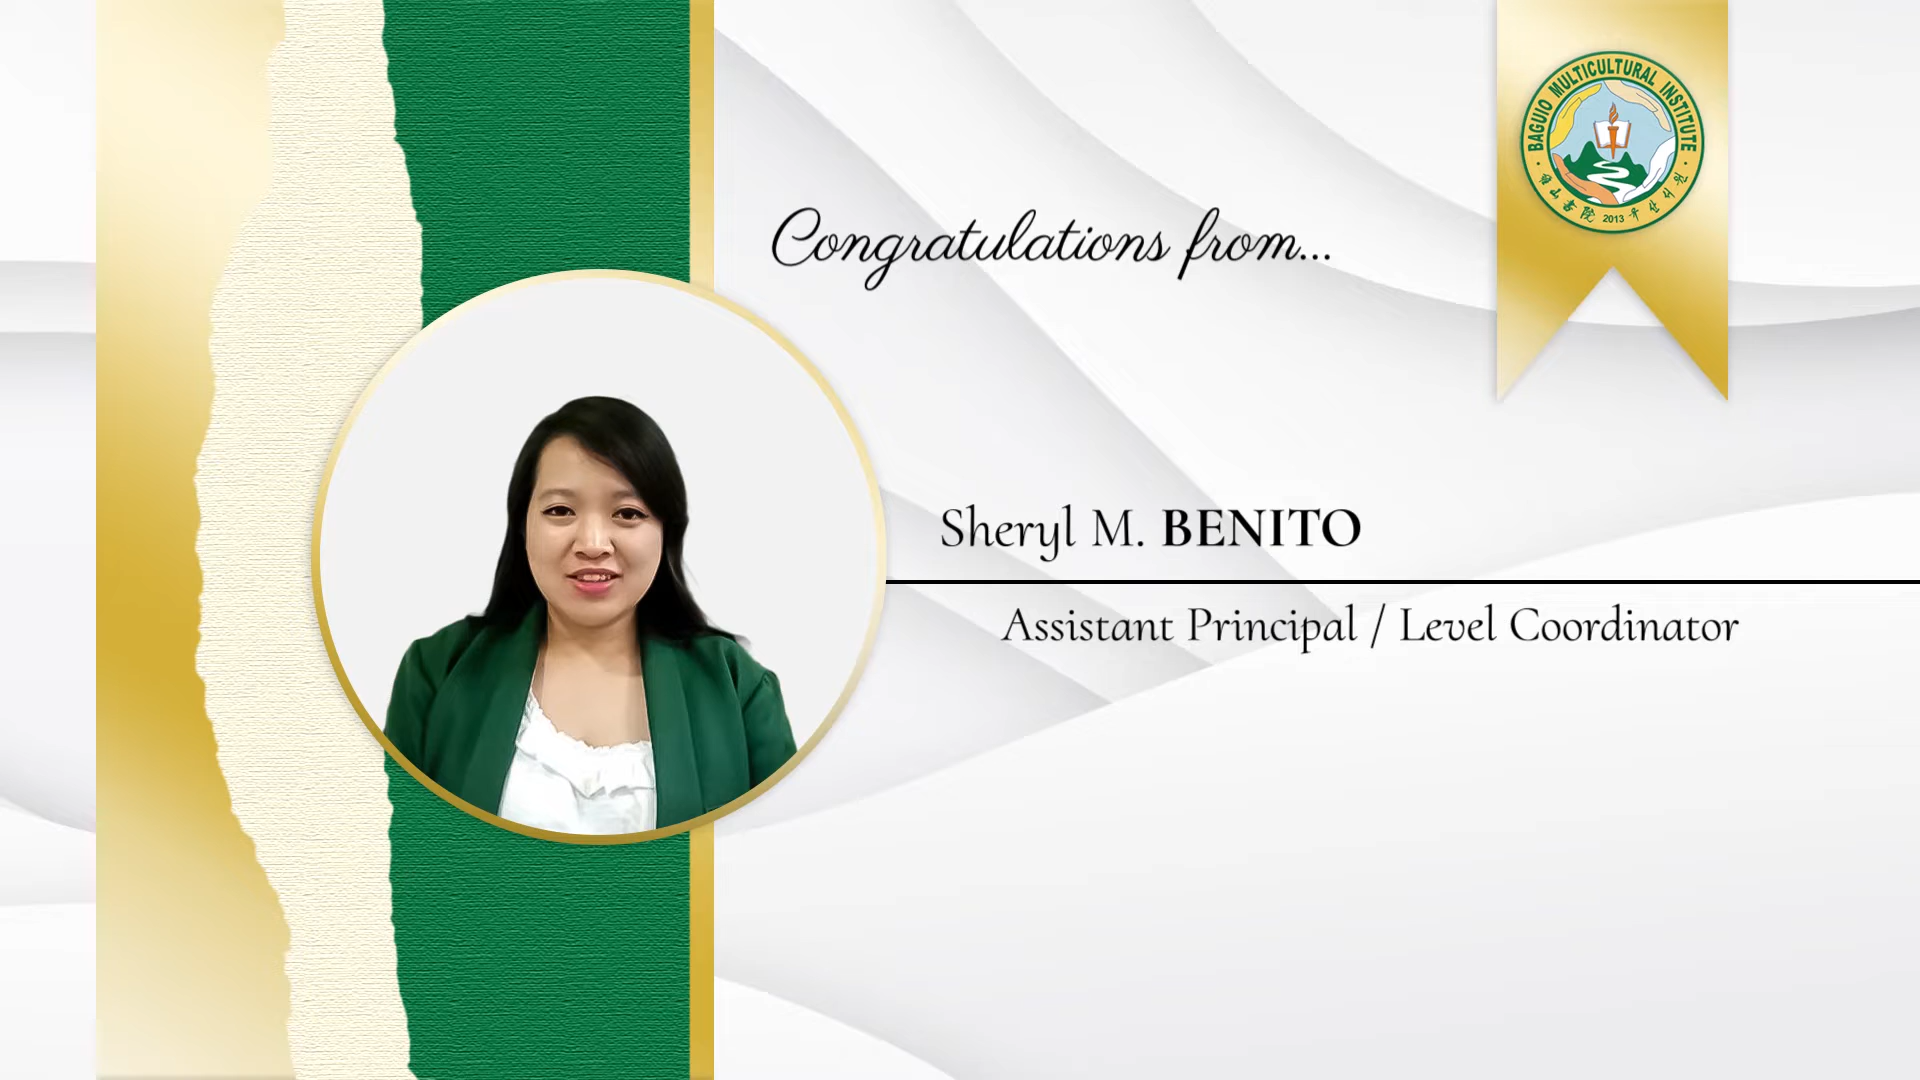 BAGUIO MULTICULTURAL INSTITUTE
2013
Congratulations from...
Sheryl M. BENITO
Assistant Principal / Level Coordinator